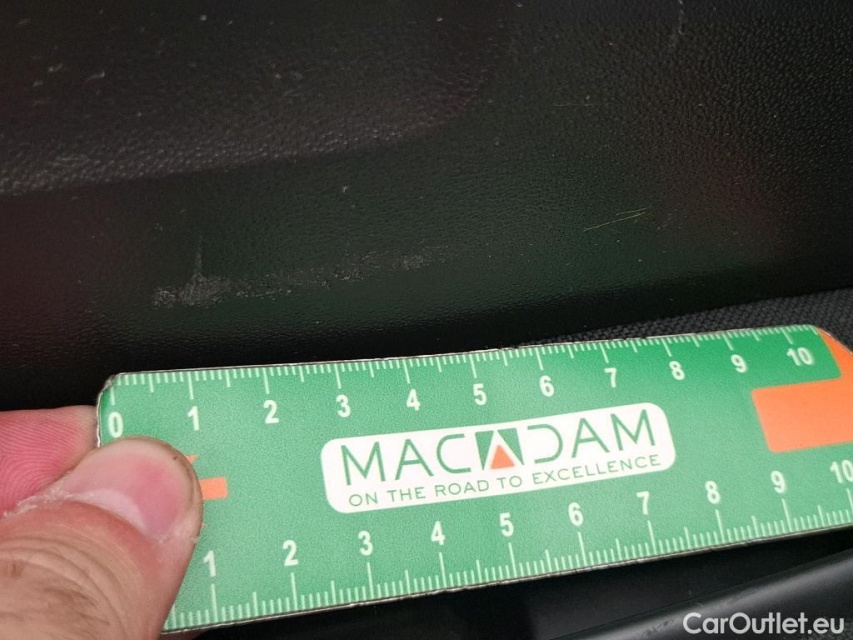 0 1 2 3 4 5 6 7 8 9 10
MACADAM
ON THE ROAD TO EXCELLENCE
1 2 3 4 5 6 7 8 9 10
CarOutlet.eu